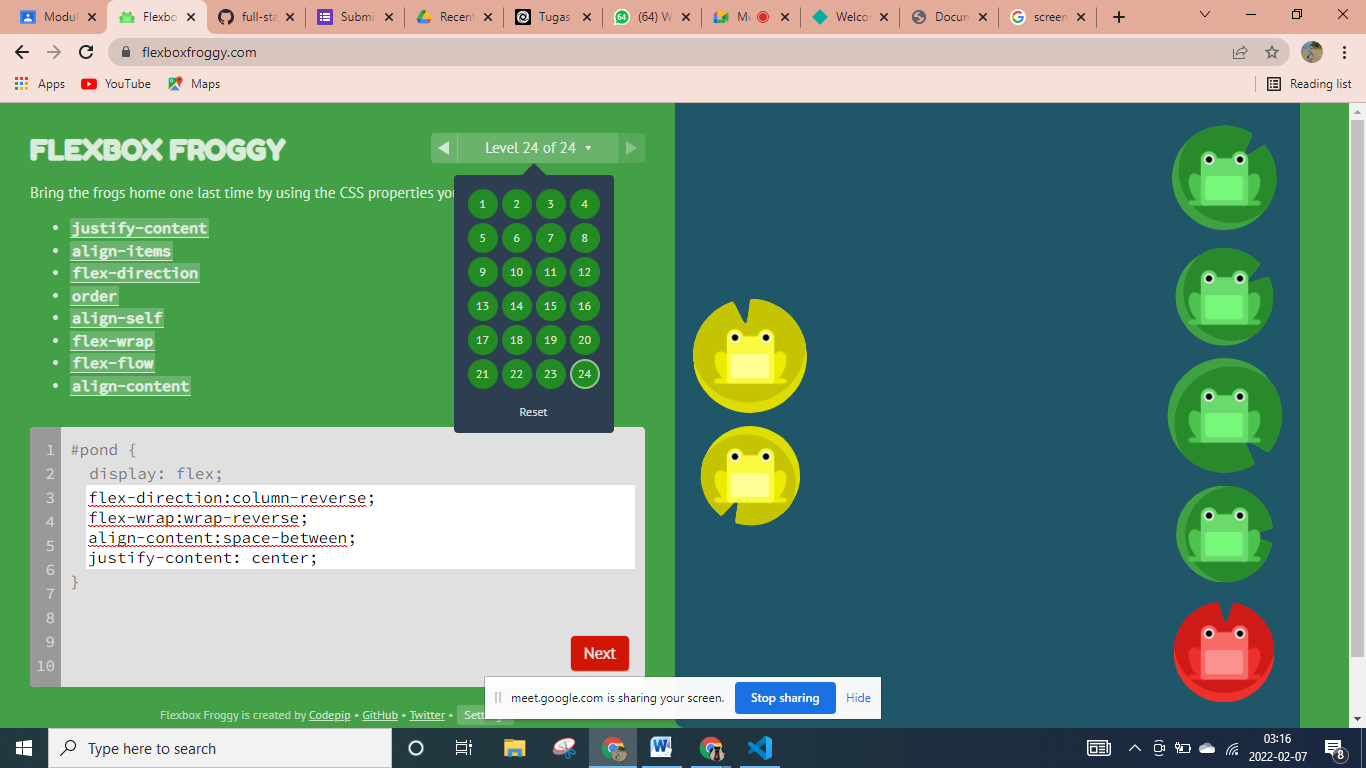 Modul
Flexbo
full-sta
Submi
Recent
Tugas
(64) W
Me
Welco
Docum
screen
flexboxfroggy.com
Apps YouTube Maps
Reading list
FLEXBOX FROGGY
Level 24 of 24
Bring the frogs home one last time by using the CSS properties yo
justify-content
align-items
flex-direction
order
align-self
flex-wrap
flex-flow
align-content
1 2 3 4
5 6 7 8
9 10 11 12
13 14 15 16
17 18 19 20
21 22 23 24
Reset
1 #pond {
2 display: flex;
3 flex-direction:column-reverse;
4 flex-wrap:wrap-reverse;
5 align-content:space-between;
6 justify-content: center;
7 }
8
9
10
Next
meet.google.com is sharing your screen. Stop sharing Hide
Flexbox Froggy is created by Codepip • GitHub • Twitter •
Type here to search
03:16
2022-02-07
8